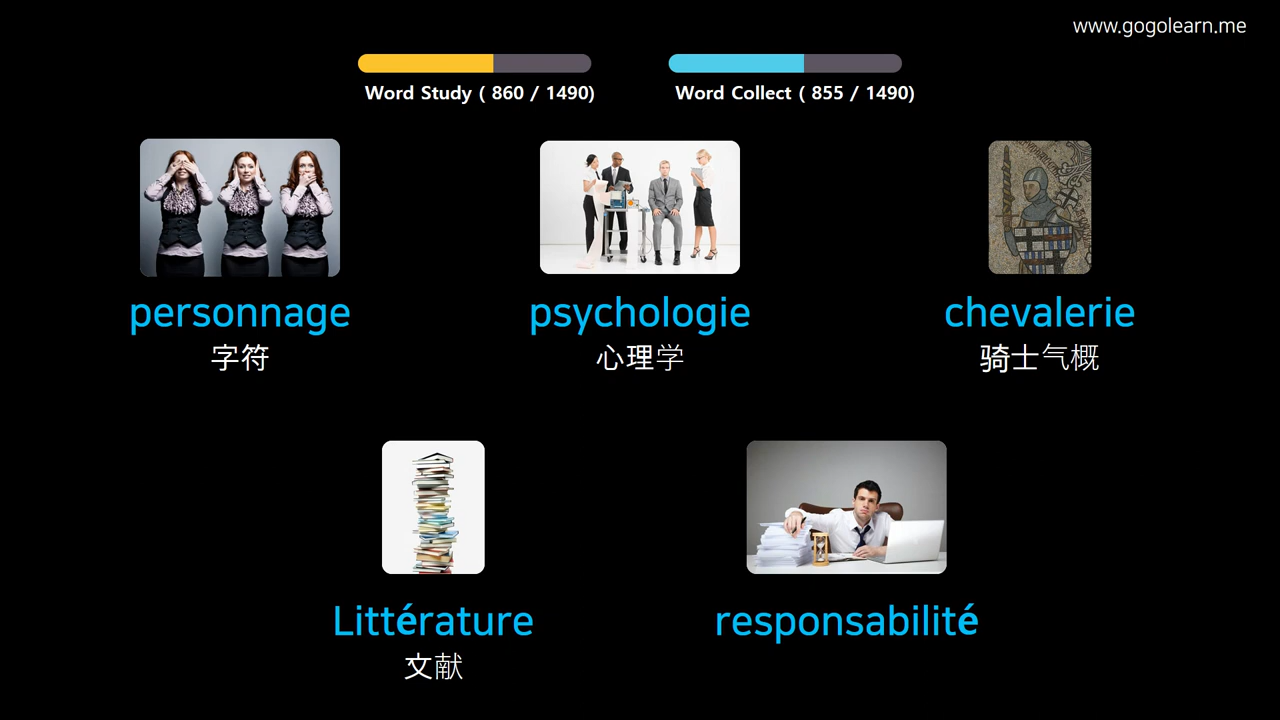 www.gogolearn.me
Word Study ( 860 / 1490)
Word Collect ( 855 / 1490)
personnage
字符
psychologie
心理学
chevalerie
骑士气概
Littérature
文献
responsabilité